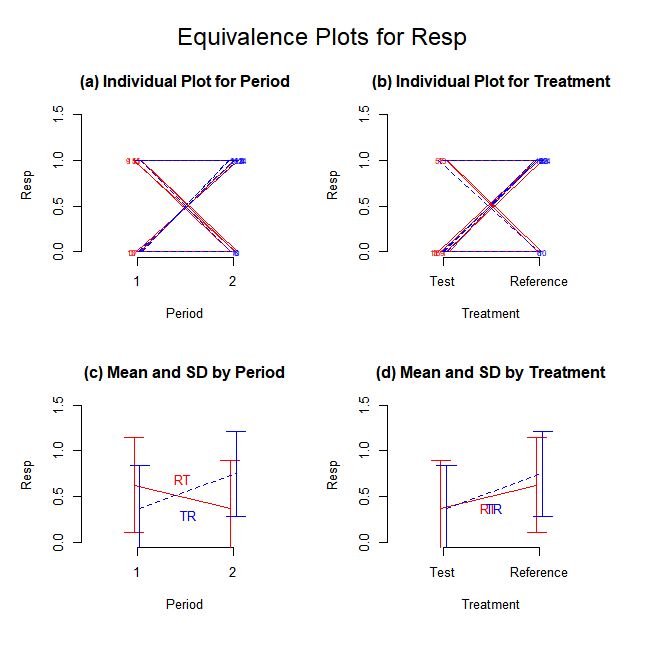 Equivalence Plots for Resp
(a) Individual Plot for Period
(b) Individual Plot for Treatment
1.5
1.0
0.5
0.0
Resp
1
2
Period
1.5
1.0
0.5
0.0
Resp
Test
Reference
Treatment
(c) Mean and SD by Period
(d) Mean and SD by Treatment
1.5
1.0
0.5
0.0
Resp
RT
TR
1
2
Period
1.5
1.0
0.5
0.0
Resp
RT
TR
Test
Reference
Treatment